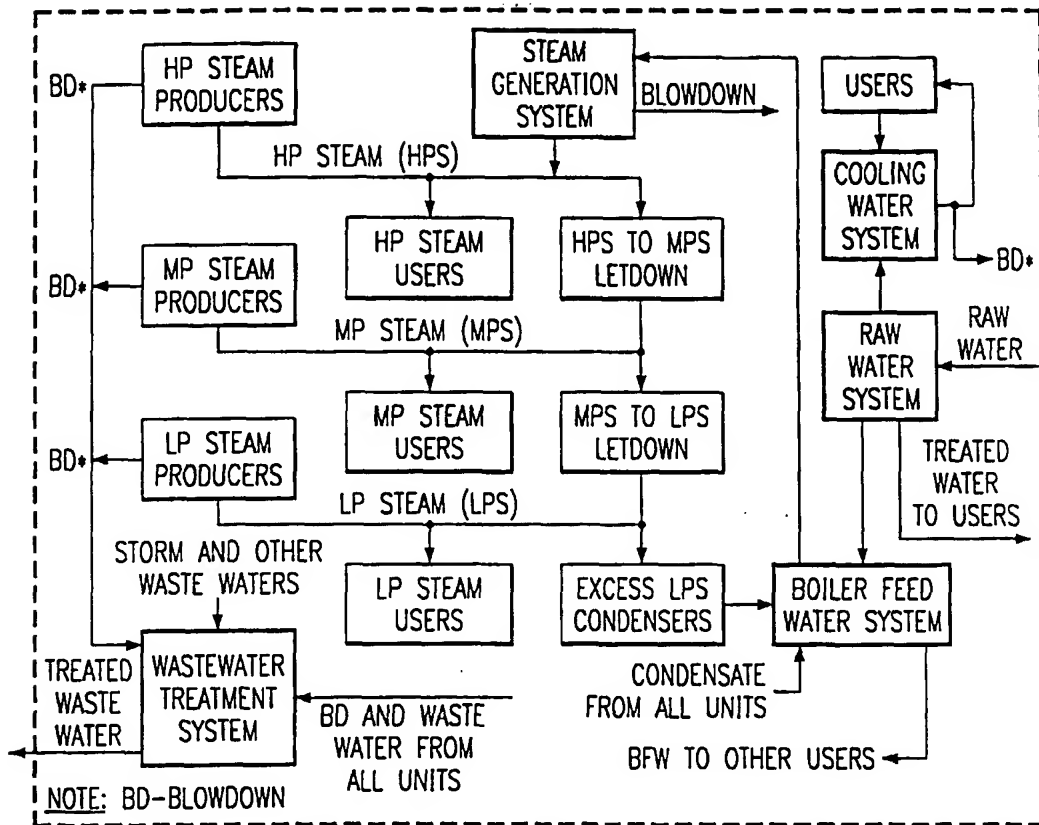 HP STEAM
PRODUCERS
BD*
STEAM
GENERATION
SYSTEM
BLOWDOWN
USERS
HP STEAM (HPS)
COOLING
WATER
SYSTEM
BD*
HP STEAM
USERS
HPS TO MPS
LETDOWN
MP STEAM
PRODUCERS
BD*
MP STEAM (MPS)
RAW
WATER
RAW
WATER
SYSTEM
MP STEAM
USERS
MPS TO LPS
LETDOWN
LP STEAM
PRODUCERS
BD*
LP STEAM (LPS)
TREATED
WATER
TO USERS
STORM AND OTHER
WASTE WATERS
LP STEAM
USERS
EXCESS LPS
CONDENSERS
BOILER FEED
WATER SYSTEM
TREATED
WASTE
WATER
WASTEWATER
TREATMENT
SYSTEM
BD AND WASTE
WATER FROM
ALL UNITS
CONDENSATE
FROM ALL UNITS
BFW TO OTHER USERS
NOTE: BD-BLOWDOWN